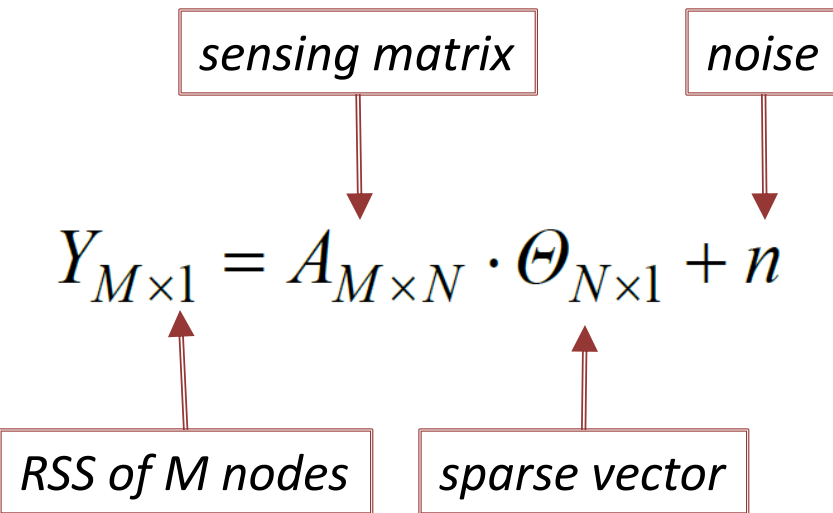 sensing matrix
noise
Y_{M×1} = A_{M×N} · Θ_{N×1} + n
RSS of M nodes
sparse vector